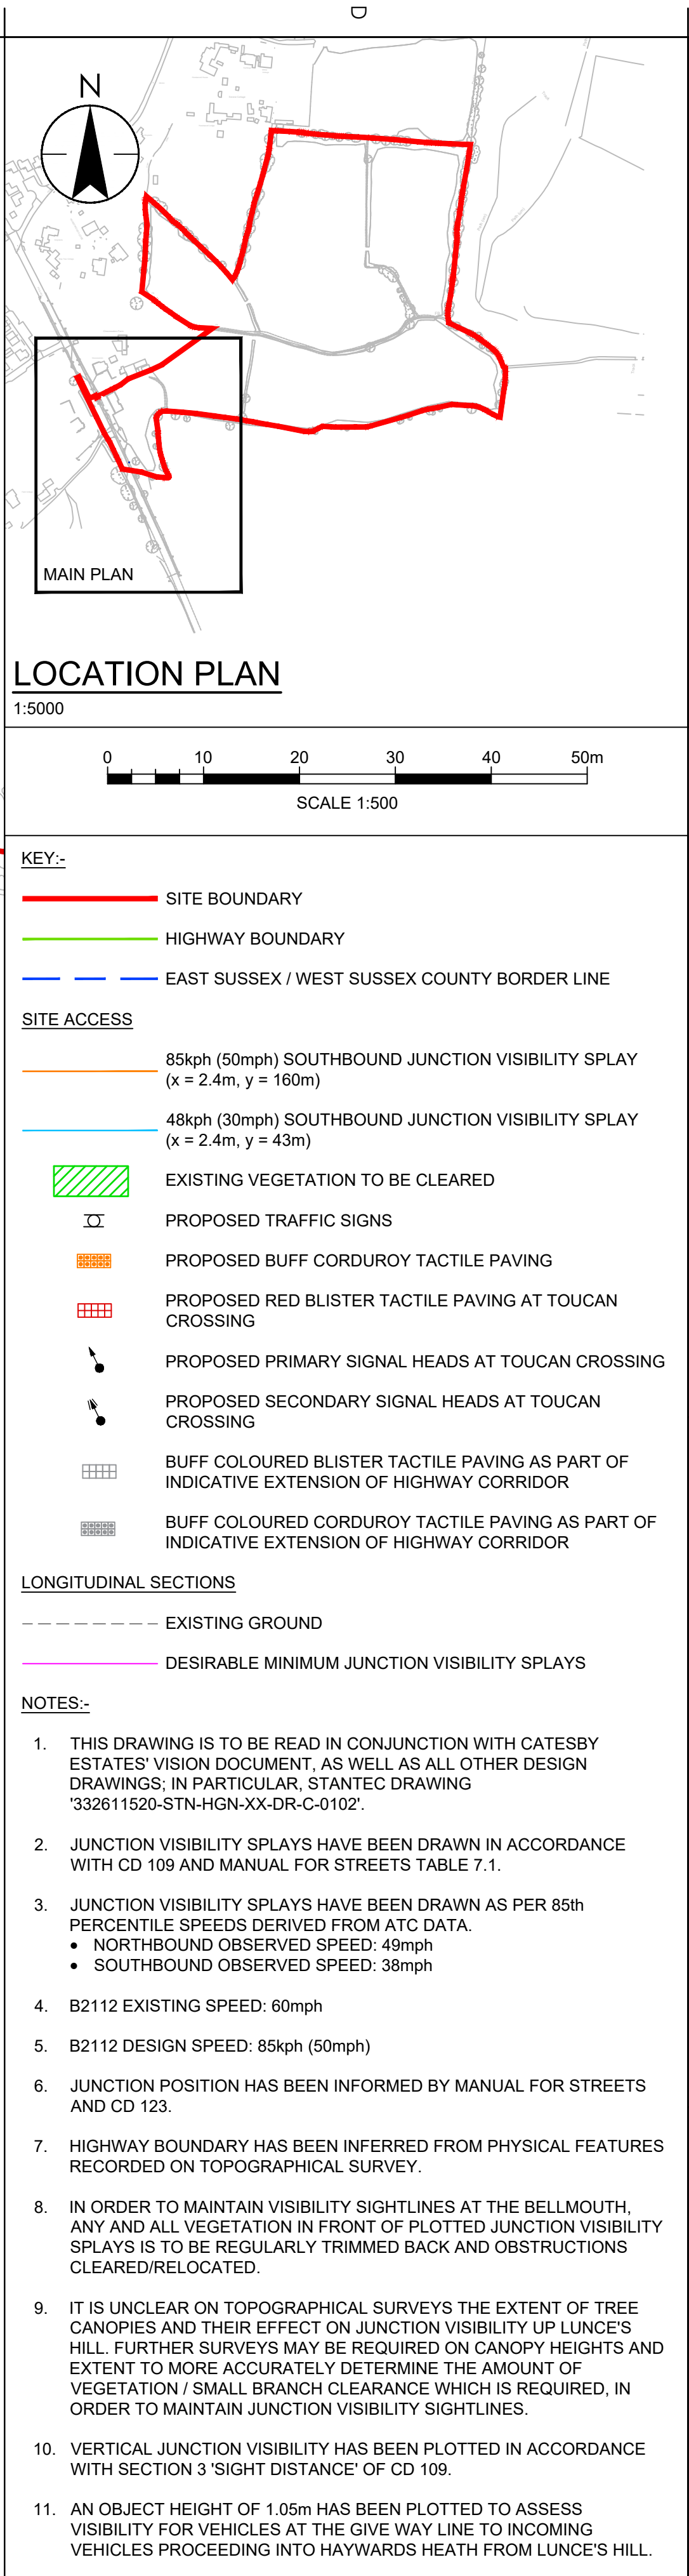 D
N
MAIN PLAN
LOCATION PLAN
1:5000
0 10 20 30 40 50m
SCALE 1:500
KEY:-
SITE BOUNDARY
HIGHWAY BOUNDARY
EAST SUSSEX / WEST SUSSEX COUNTY BORDER LINE
SITE ACCESS
85kph (50mph) SOUTHBOUND JUNCTION VISIBILITY SPLAY
(x = 2.4m, y = 160m)
48kph (30mph) SOUTHBOUND JUNCTION VISIBILITY SPLAY
(x = 2.4m, y = 43m)
EXISTING VEGETATION TO BE CLEARED
PROPOSED TRAFFIC SIGNS
PROPOSED BUFF CORDUROY TACTILE PAVING
PROPOSED RED BLISTER TACTILE PAVING AT TOUCAN
CROSSING
PROPOSED PRIMARY SIGNAL HEADS AT TOUCAN CROSSING
PROPOSED SECONDARY SIGNAL HEADS AT TOUCAN
CROSSING
BUFF COLOURED BLISTER TACTILE PAVING AS PART OF
INDICATIVE EXTENSION OF HIGHWAY CORRIDOR
BUFF COLOURED CORDUROY TACTILE PAVING AS PART OF
INDICATIVE EXTENSION OF HIGHWAY CORRIDOR
LONGITUDINAL SECTIONS
EXISTING GROUND
DESIRABLE MINIMUM JUNCTION VISIBILITY SPLAYS
NOTES:-
1. THIS DRAWING IS TO BE READ IN CONJUNCTION WITH CATESBY
ESTATES' VISION DOCUMENT, AS WELL AS ALL OTHER DESIGN
DRAWINGS; IN PARTICULAR, STANTEC DRAWING
'332611520-STN-HGN-XX-DR-C-0102'.
2. JUNCTION VISIBILITY SPLAYS HAVE BEEN DRAWN IN ACCORDANCE
WITH CD 109 AND MANUAL FOR STREETS TABLE 7.1.
3. JUNCTION VISIBILITY SPLAYS HAVE BEEN DRAWN AS PER 85th
PERCENTILE SPEEDS DERIVED FROM ATC DATA.
• NORTHBOUND OBSERVED SPEED: 49mph
• SOUTHBOUND OBSERVED SPEED: 38mph
4. B2112 EXISTING SPEED: 60mph
5. B2112 DESIGN SPEED: 85kph (50mph)
6. JUNCTION POSITION HAS BEEN INFORMED BY MANUAL FOR STREETS
AND CD 123.
7. HIGHWAY BOUNDARY HAS BEEN INFERRED FROM PHYSICAL FEATURES
RECORDED ON TOPOGRAPHICAL SURVEY.
8. IN ORDER TO MAINTAIN VISIBILITY SIGHTLINES AT THE BELLMOUTH,
ANY AND ALL VEGETATION IN FRONT OF PLOTTED JUNCTION VISIBILITY
SPLAYS IS TO BE REGULARLY TRIMMED BACK AND OBSTRUCTIONS
CLEARED/RELOCATED.
9. IT IS UNCLEAR ON TOPOGRAPHICAL SURVEYS THE EXTENT OF TREE
CANOPIES AND THEIR EFFECT ON JUNCTION VISIBILITY UP LUNCE'S
HILL. FURTHER SURVEYS MAY BE REQUIRED ON CANOPY HEIGHTS AND
EXTENT TO MORE ACCURATELY DETERMINE THE AMOUNT OF
VEGETATION / SMALL BRANCH CLEARANCE WHICH IS REQUIRED, IN
ORDER TO MAINTAIN JUNCTION VISIBILITY SIGHTLINES.
10. VERTICAL JUNCTION VISIBILITY HAS BEEN PLOTTED IN ACCORDANCE
WITH SECTION 3 'SIGHT DISTANCE' OF CD 109.
11. AN OBJECT HEIGHT OF 1.05m HAS BEEN PLOTTED TO ASSESS
VISIBILITY FOR VEHICLES AT THE GIVE WAY LINE TO INCOMING
VEHICLES PROCEEDING INTO HAYWARDS HEATH FROM LUNCE'S HILL.